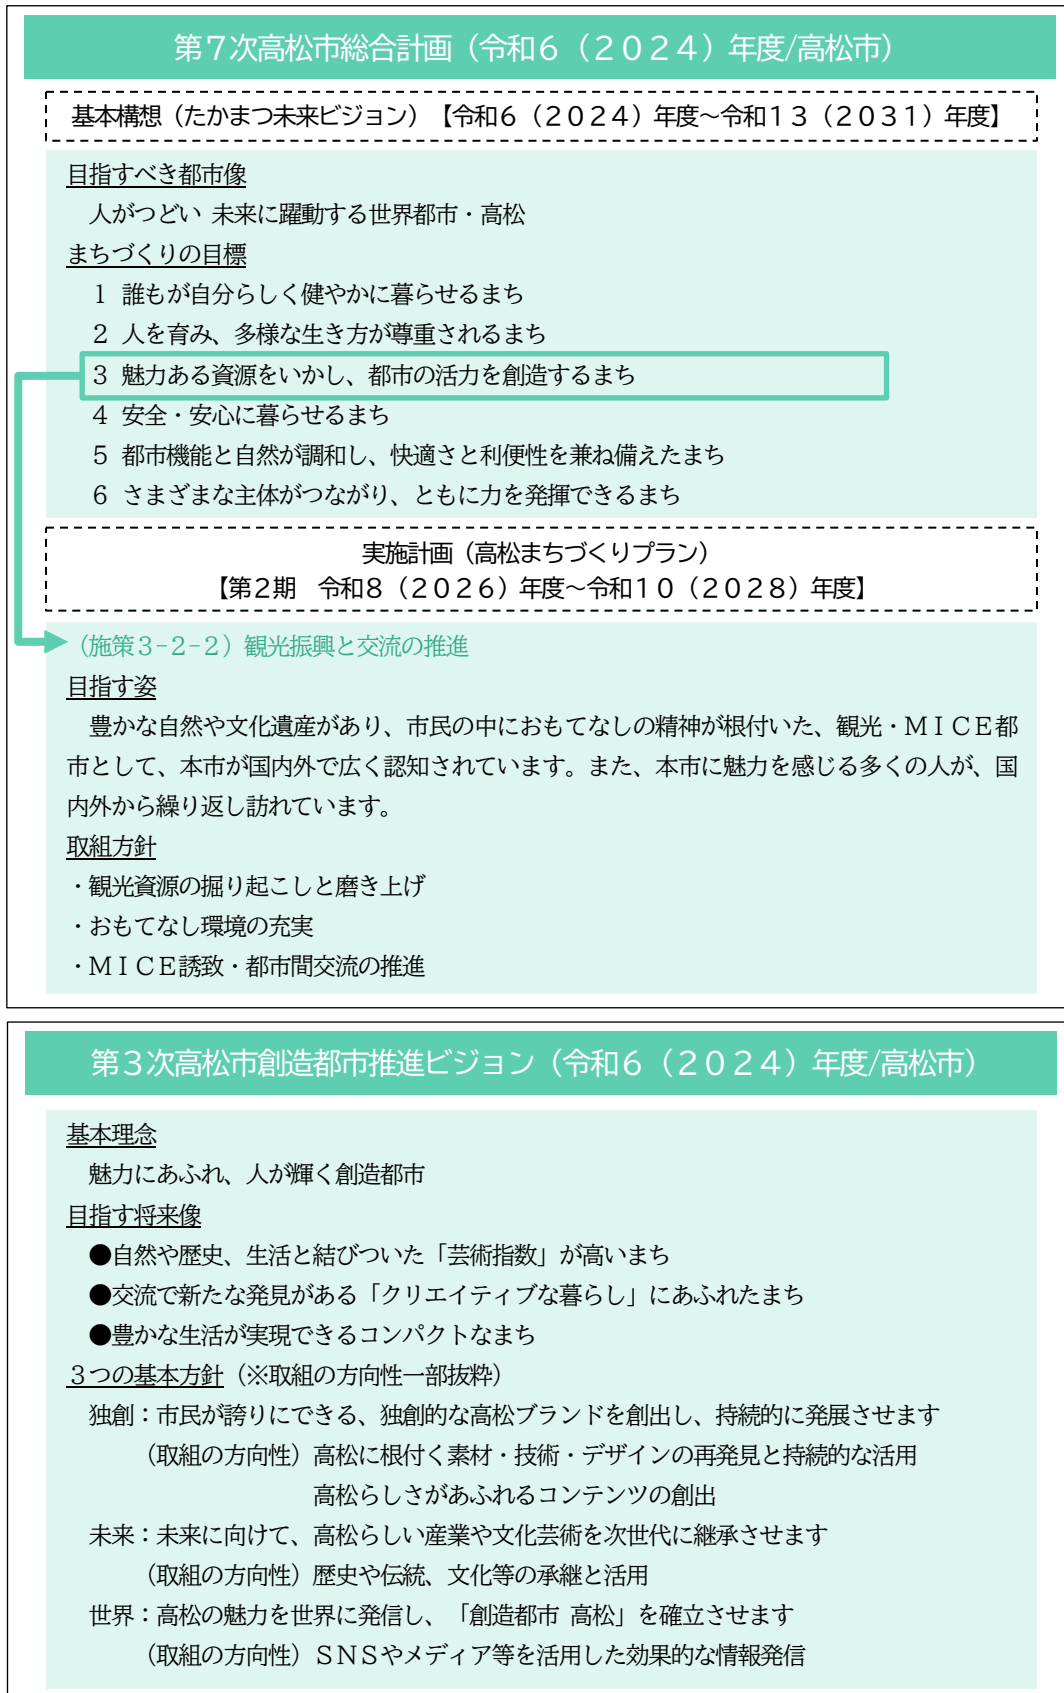 第７次高松市総合計画（令和６（２０２４）年度/高松市）
基本構想（たかまつ未来ビジョン）【令和６（２０２４）年度～令和１３（２０３１）年度】
目指すべき都市像
人がつどい 未来に躍動する世界都市・高松
まちづくりの目標
１ 誰もが自分らしく健やかに暮らせるまち
２ 人を育み、多様な生き方が尊重されるまち
３ 魅力ある資源をいかし、都市の活力を創造するまち
４ 安全・安心に暮らせるまち
５ 都市機能と自然が調和し、快適さと利便性を兼ね備えたまち
６ さまざまな主体がつながり、ともに力を発揮できるまち
実施計画（高松まちづくりプラン）
【第２期　令和８（２０２６）年度～令和１０（２０２８）年度】
（施策３-２-２）観光振興と交流の推進
目指す姿
豊かな自然や文化遺産があり、市民の中におもてなしの精神が根付いた、観光・ＭＩＣＥ都
市として、本市が国内外で広く認知されています。また、本市に魅力を感じる多くの人が、国
内外から繰り返し訪れています。
取組方針
・観光資源の掘り起こしと磨き上げ
・おもてなし環境の充実
・ＭＩＣＥ誘致・都市間交流の推進
第３次高松市創造都市推進ビジョン（令和６（２０２４）年度/高松市）
基本理念
魅力にあふれ、人が輝く創造都市
目指す将来像
●自然や歴史、生活と結びついた「芸術指数」が高いまち
●交流で新たな発見がある「クリエイティブな暮らし」にあふれたまち
●豊かな生活が実現できるコンパクトなまち
３つの基本方針（※取組の方向性一部抜粋）
独創：市民が誇りにできる、独創的な高松ブランドを創出し、持続的に発展させます
（取組の方向性）高松に根付く素材・技術・デザインの再発見と持続的な活用
高松らしさがあふれるコンテンツの創出
未来：未来に向けて、高松らしい産業や文化芸術を次世代に継承させます
（取組の方向性）歴史や伝統、文化等の承継と活用
世界：高松の魅力を世界に発信し、「創造都市 高松」を確立させます
（取組の方向性）ＳＮＳやメディア等を活用した効果的な情報発信